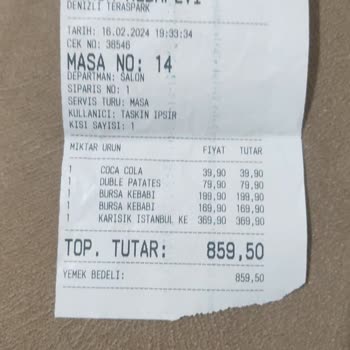 DENIZLI TERASPARK
TARIH: 16.02.2024 19:33:34
CEK NO: 36546
MASA NO: 14
DEPARTMAN: SALON
SIPARIS NO: 1
SERVIS TURU: MASA
KULLANICI: TASKIN IPSIR
KISI SAYISI: 1
MIKTAR URUN FIYAT TUTAR
1 COCA COLA 39,90 39,90
1 DUBLE PATATES 79,90 79,90
1 BURSA KEBABI 199,90 199,90
1 BURSA KEBABI 169,90 169,90
1 KARISIK ISTANBUL KE 369,90 369,90
TOP. TUTAR: 859,50
YEMEK BEDELI: 859,50